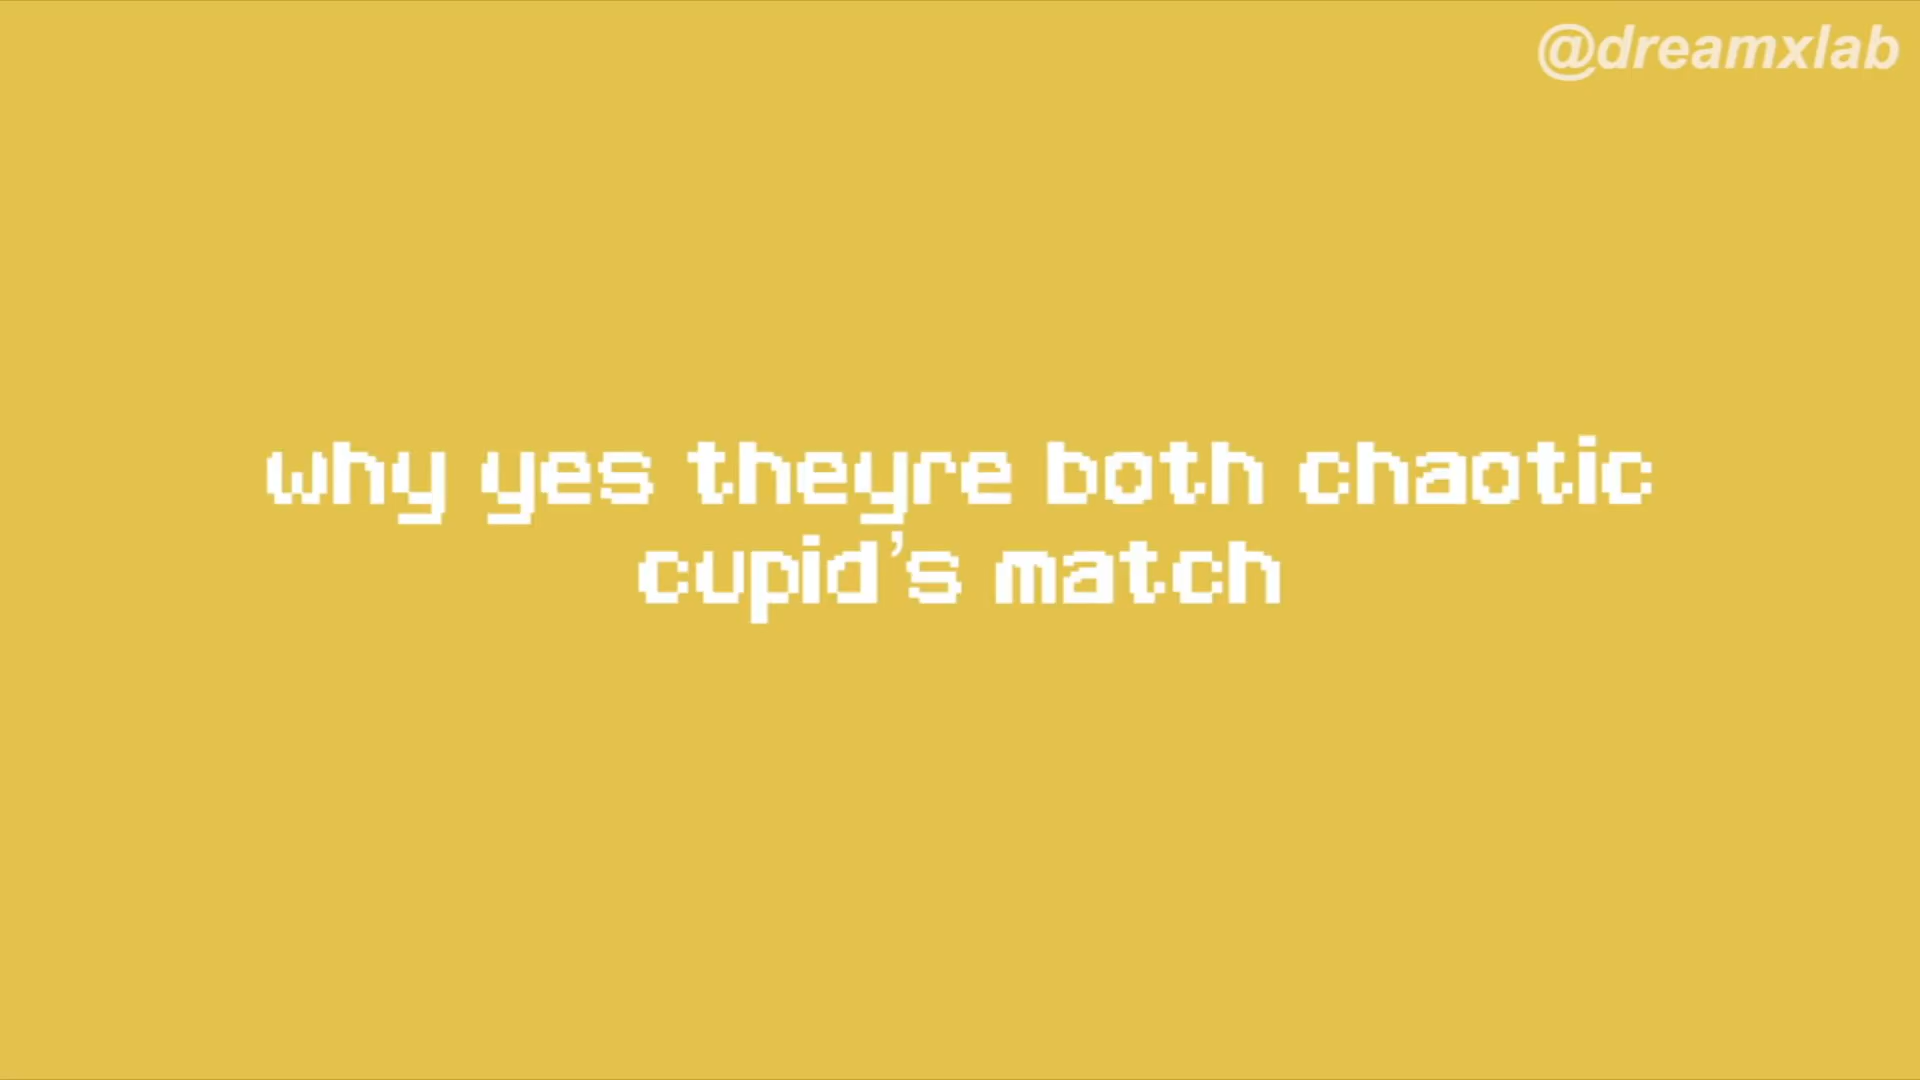 @dreamxlab
why yes theyre both chaotic
cupid's match